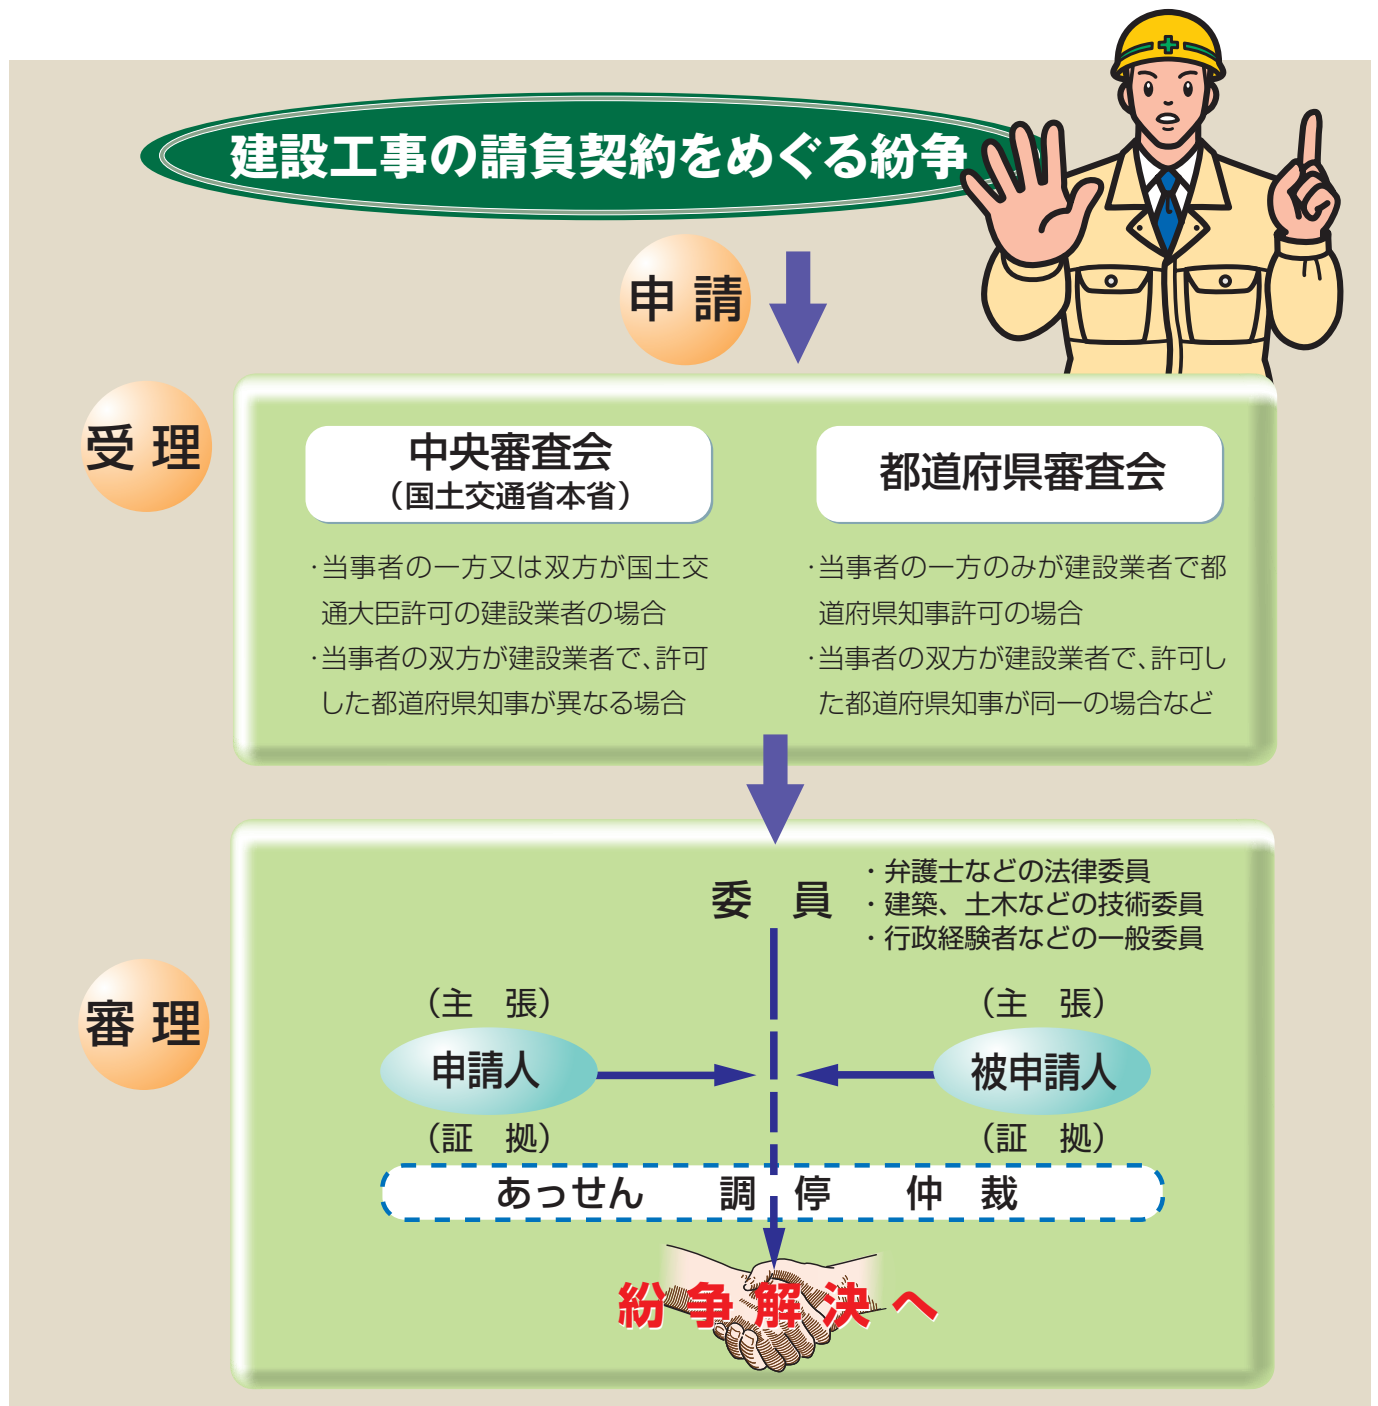 建設工事の請負契約をめぐる紛争
申 請
受 理
中央審査会
（国土交通省本省）
・当事者の一方又は双方が国土交
通大臣許可の建設業者の場合
・当事者の双方が建設業者で、許可
した都道府県知事が異なる場合
都道府県審査会
・当事者の一方のみが建設業者で都
道府県知事許可の場合
・当事者の双方が建設業者で、許可し
た都道府県知事が同一の場合など
審 理
委　員
・弁護士などの法律委員
・建築、土木などの技術委員
・行政経験者などの一般委員
（主　張）
申請人
（証　拠）
（主　張）
被申請人
（証　拠）
あっせん　　調　停　　仲　裁
紛 争 解 決 へ